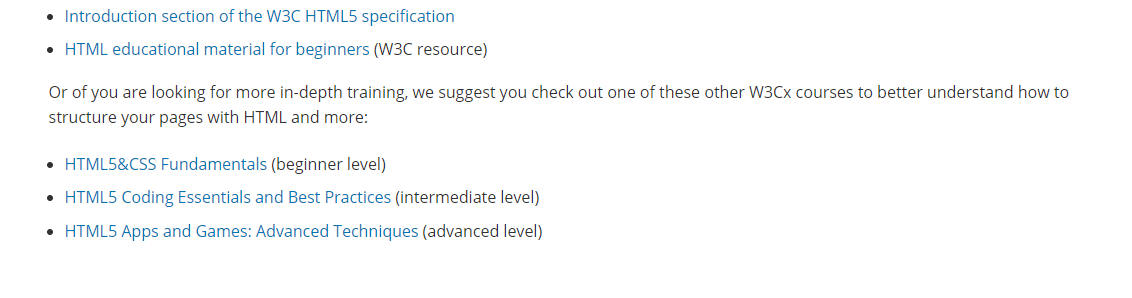 • Introduction section of the W3C HTML5 specification
• HTML educational material for beginners (W3C resource)
Or of you are looking for more in-depth training, we suggest you check out one of these other W3Cx courses to better understand how to
structure your pages with HTML and more:
• HTML5&CSS Fundamentals (beginner level)
• HTML5 Coding Essentials and Best Practices (intermediate level)
• HTML5 Apps and Games: Advanced Techniques (advanced level)